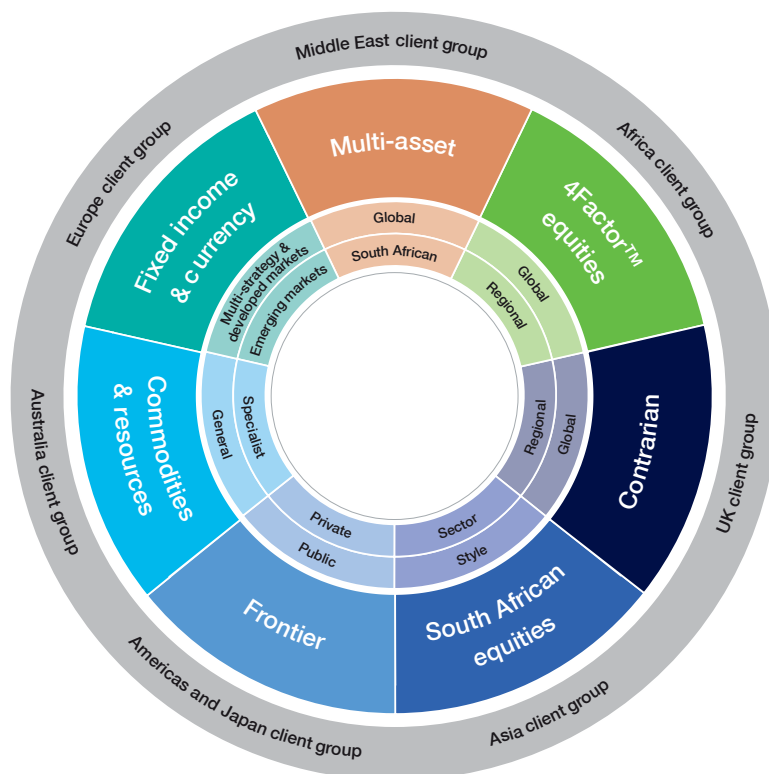 Middle East client group
Africa client group
UK client group
Asia client group
Americas and Japan client group
Australia client group
Europe client group
Multi-asset
Global
South African
4Factor™
equities
Global
Regional
Contrarian
Global
Regional
South African
equities
Sector
Style
Frontier
Private
Public
Commodities
& resources
Specialist
General
Fixed income
& currency
Multi-strategy &
developed markets
Emerging markets